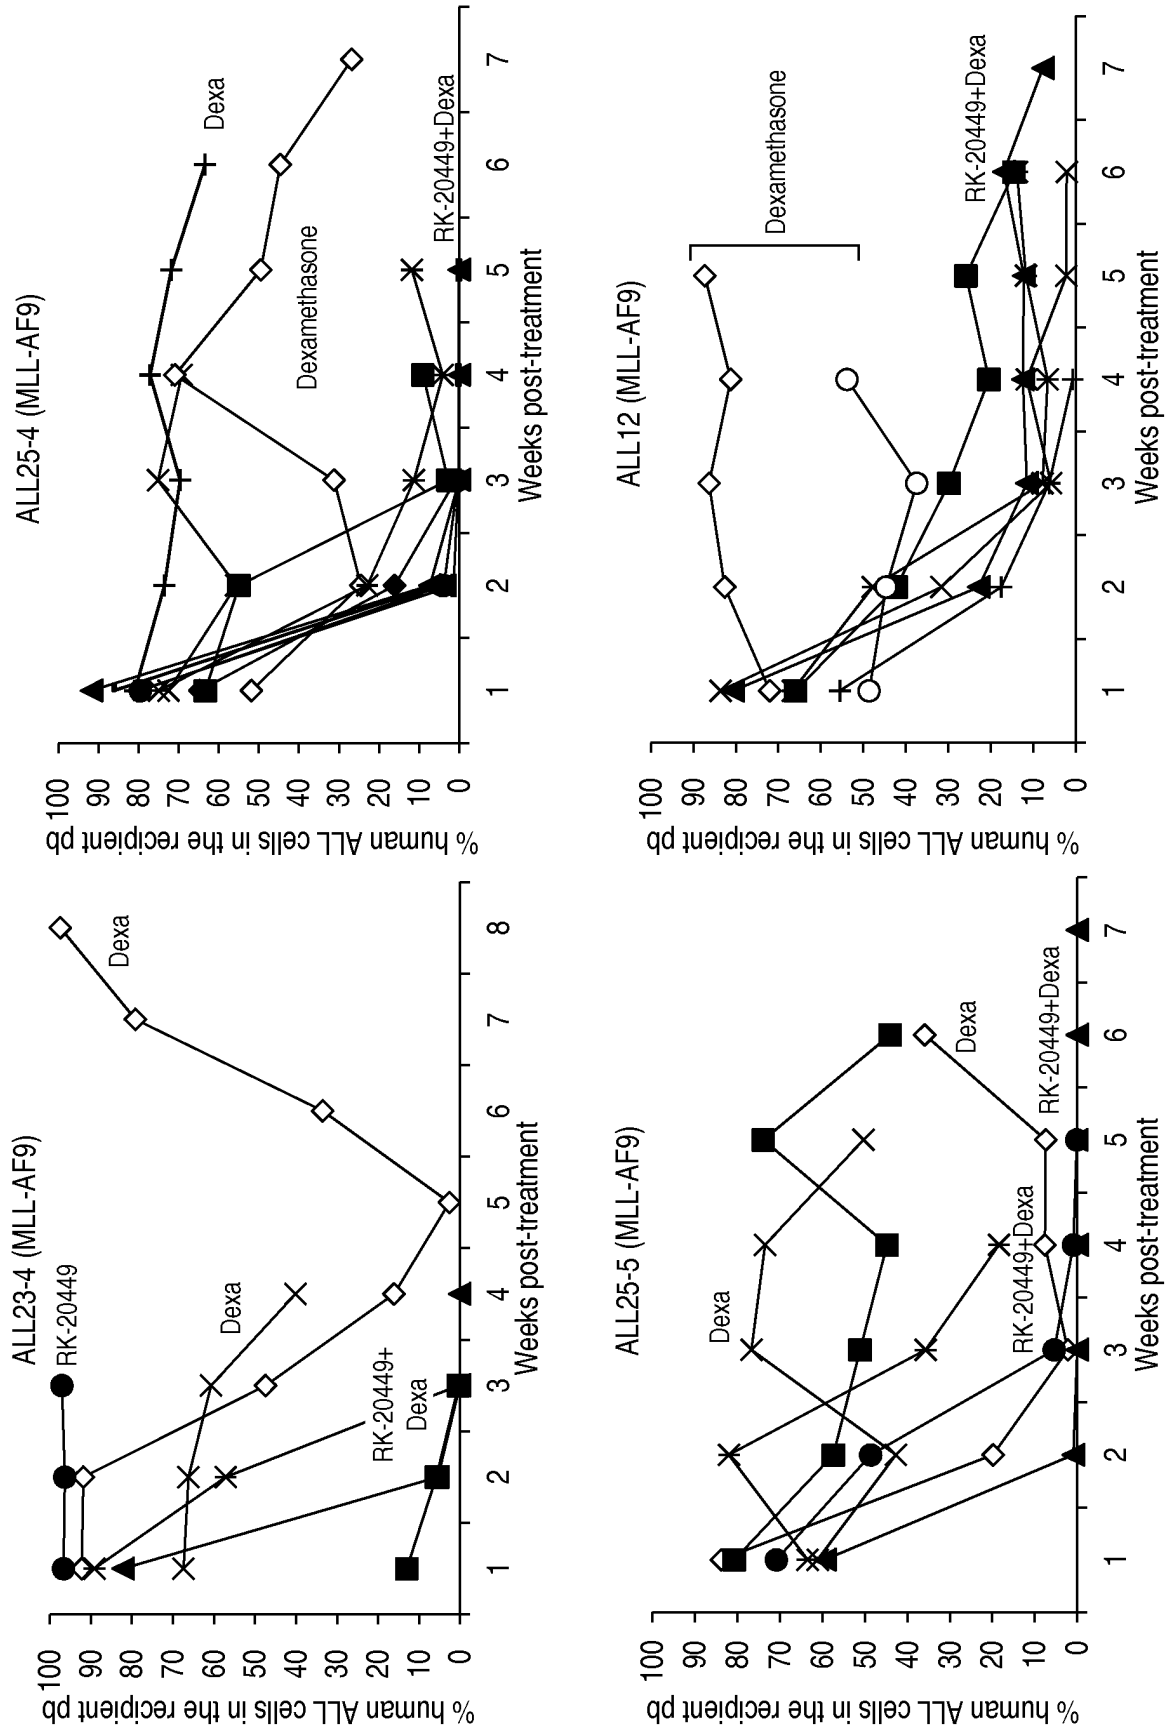 ALL23-4 (MLL-AF9)
% human ALL cells in the recipient pb
100
90
80
70
60
50
40
30
20
10
0
RK-20449
Dexa
Dexa
RK-20449+
Dexa
1 2 3 4 5 6 7 8
Weeks post-treatment
ALL25-4 (MLL-AF9)
% human ALL cells in the recipient pb
100
90
80
70
60
50
40
30
20
10
0
Dexa
Dexamethasone
RK-20449+Dexa
1 2 3 4 5 6 7
Weeks post-treatment
ALL25-5 (MLL-AF9)
% human ALL cells in the recipient pb
100
90
80
70
60
50
40
30
20
10
0
Dexa
Dexa
RK-20449+Dexa
RK-20449+Dexa
1 2 3 4 5 6 7
Weeks post-treatment
ALL12 (MLL-AF9)
% human ALL cells in the recipient pb
100
80
60
40
20
0
Dexamethasone
RK-20449+Dexa
1 2 3 4 5 6 7
Weeks post-treatment